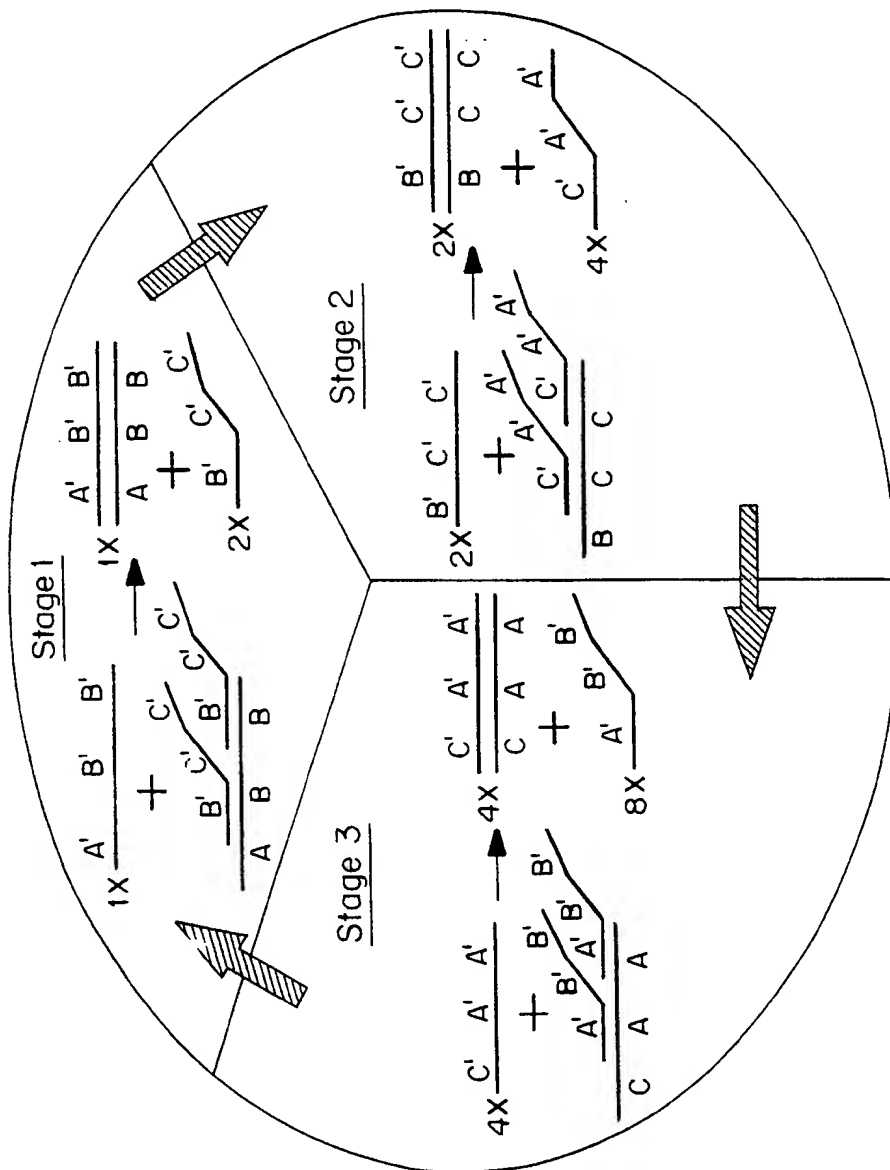 Stage 1
A' B' B'
1X
+
B' C' C' B' C' C'
A B B
A' B' B'
1X
A B B
+
B' C' C'
2X
Stage 2
B' C' C'
2X
+
C' A' A' C' A' A'
B C C
B' C' C'
2X
B C C
+
C' A' A'
4X
Stage 3
C' A' A'
4X
+
A' B' B' A' B' B'
C A A
C' A' A'
4X
C A A
+
A' B' B'
8X